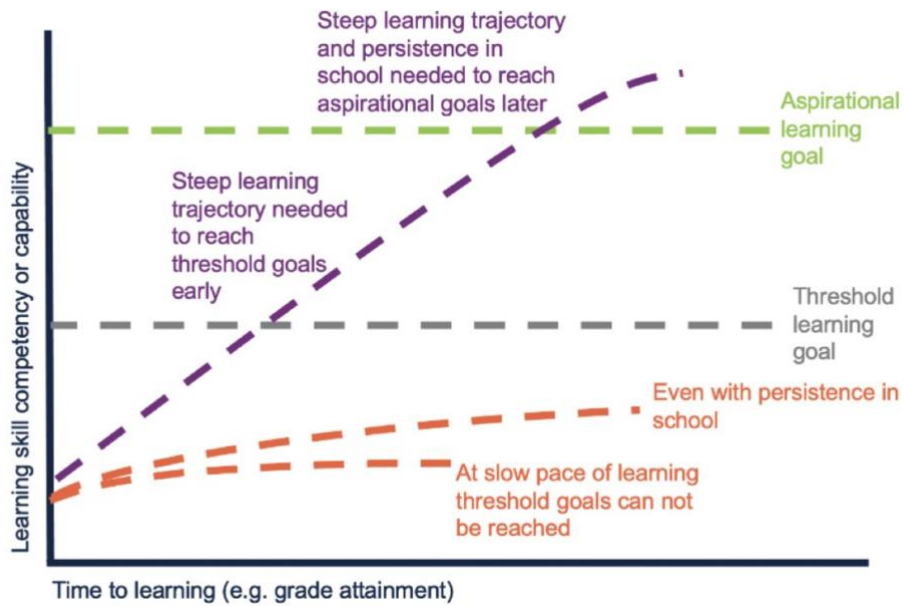 Steep learning trajectory
and persistence in
school needed to reach
aspirational goals later
Aspirational
learning
goal
Steep learning
trajectory needed
to reach
threshold goals
early
Threshold
learning
goal
Even with persistence in
school
At slow pace of learning
threshold goals can not
be reached
Learning skill competency or capability
Time to learning (e.g. grade attainment)